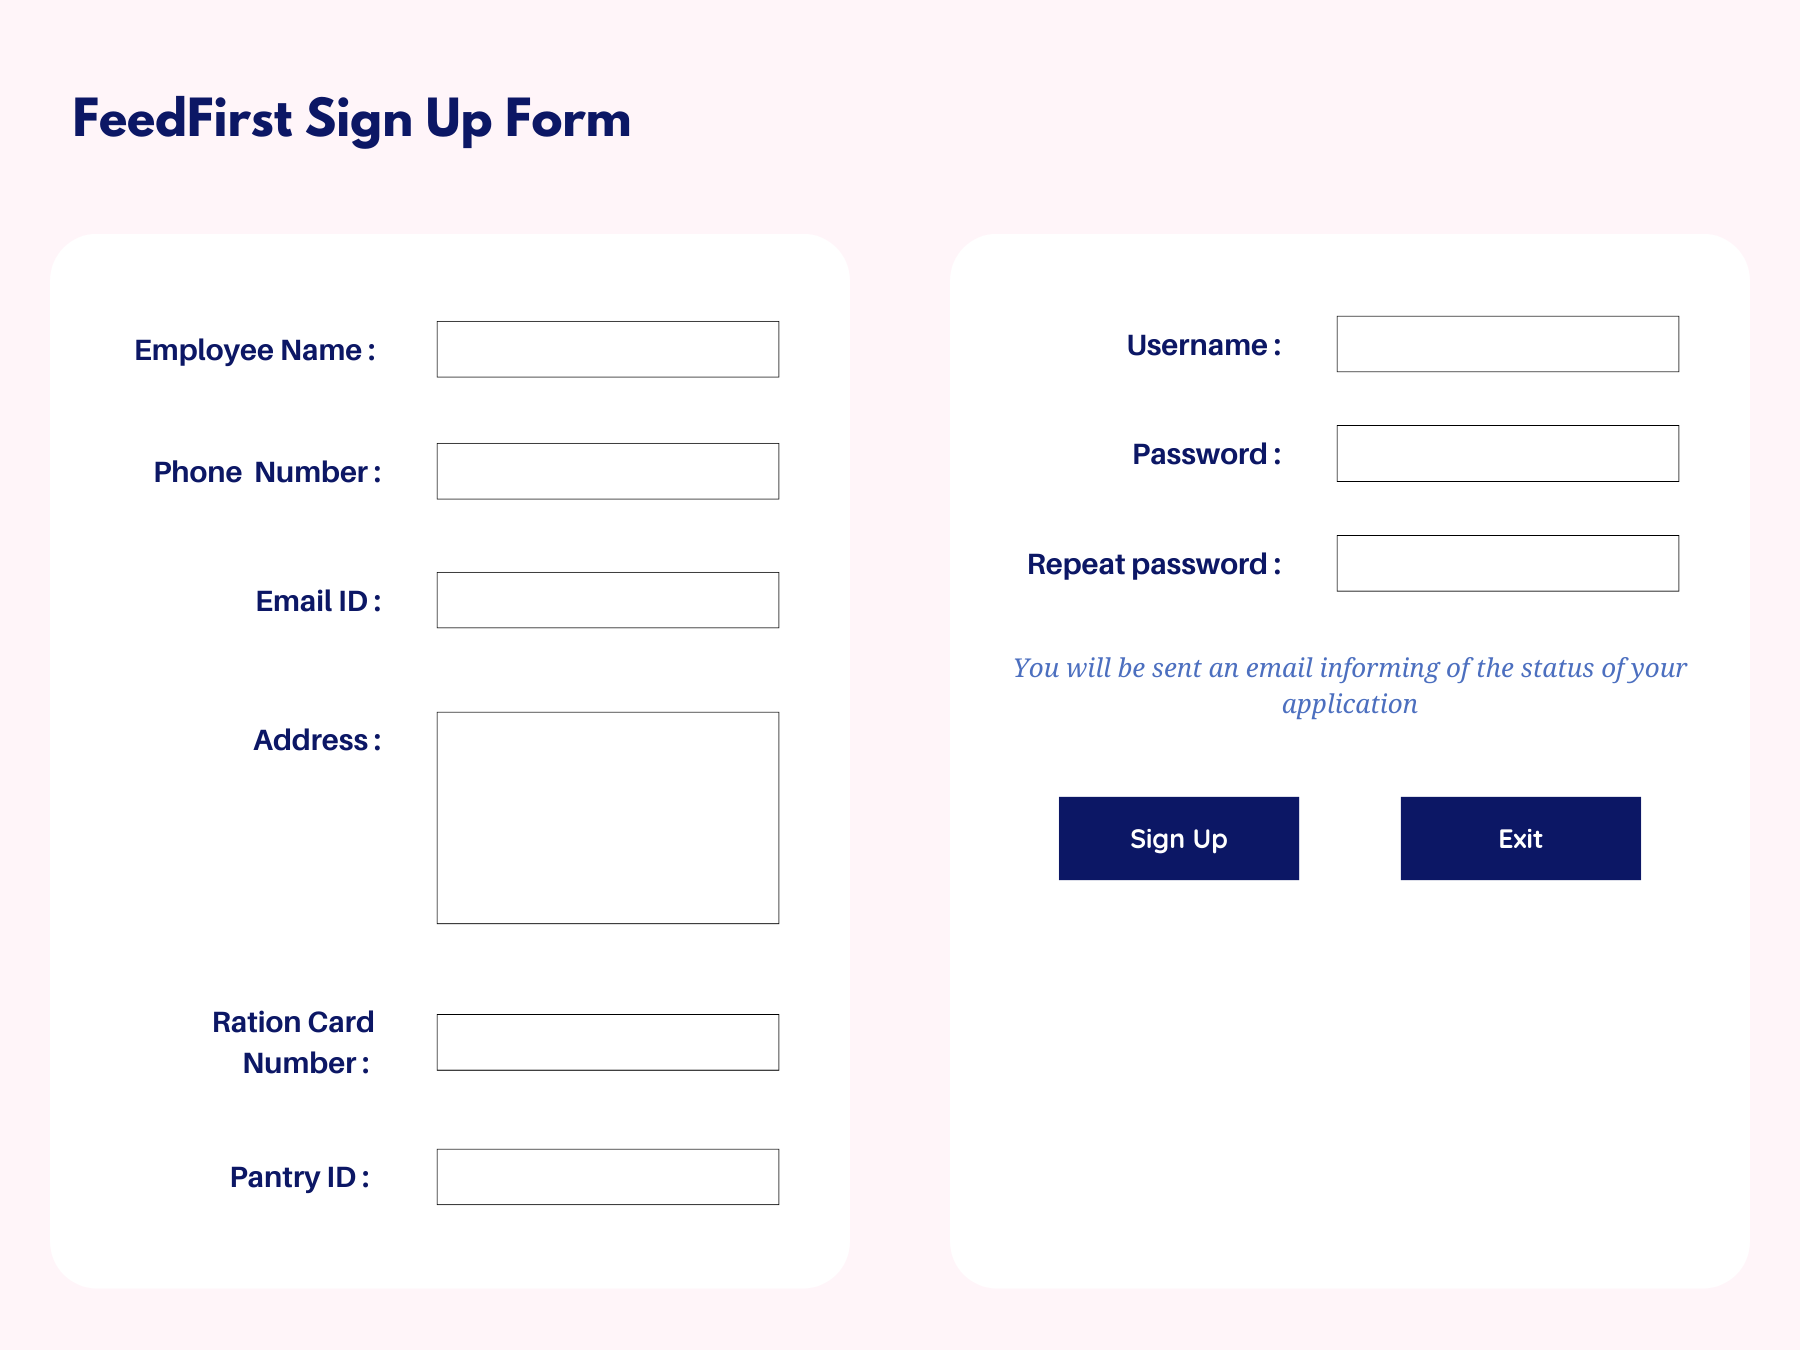 FeedFirst Sign Up Form
Employee Name :
Phone  Number :
Email ID :
Address :
Ration Card
Number :
Pantry ID :
Username :
Password :
Repeat password :
You will be sent an email informing of the status of your
application
Sign Up
Exit